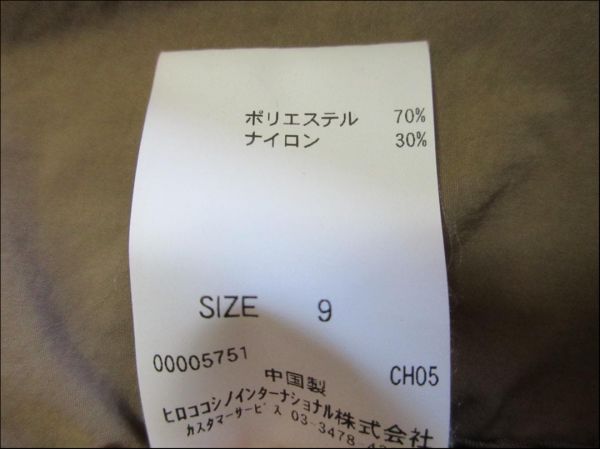 ポリエステル 70%
ナイロン 30%
SIZE 9
00005751
中国製 CH05
ヒロココシノインターナショナル株式会社
カスタマーサービス 03-3478-